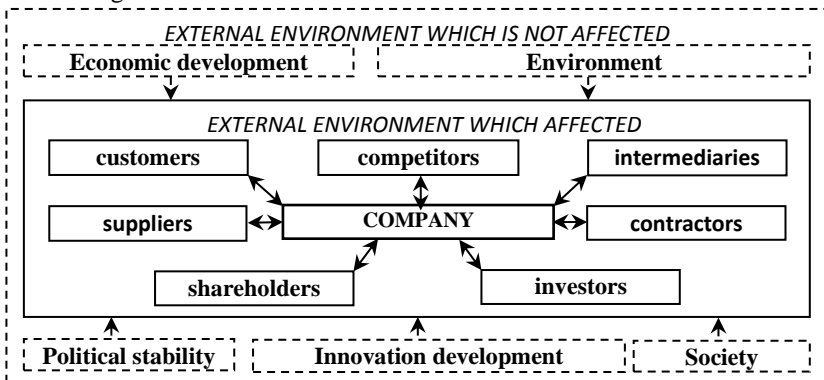 EXTERNAL ENVIRONMENT WHICH IS NOT AFFECTED
Economic development
Environment
EXTERNAL ENVIRONMENT WHICH AFFECTED
customers
competitors
intermediaries
suppliers
COMPANY
contractors
shareholders
investors
Political stability
Innovation development
Society